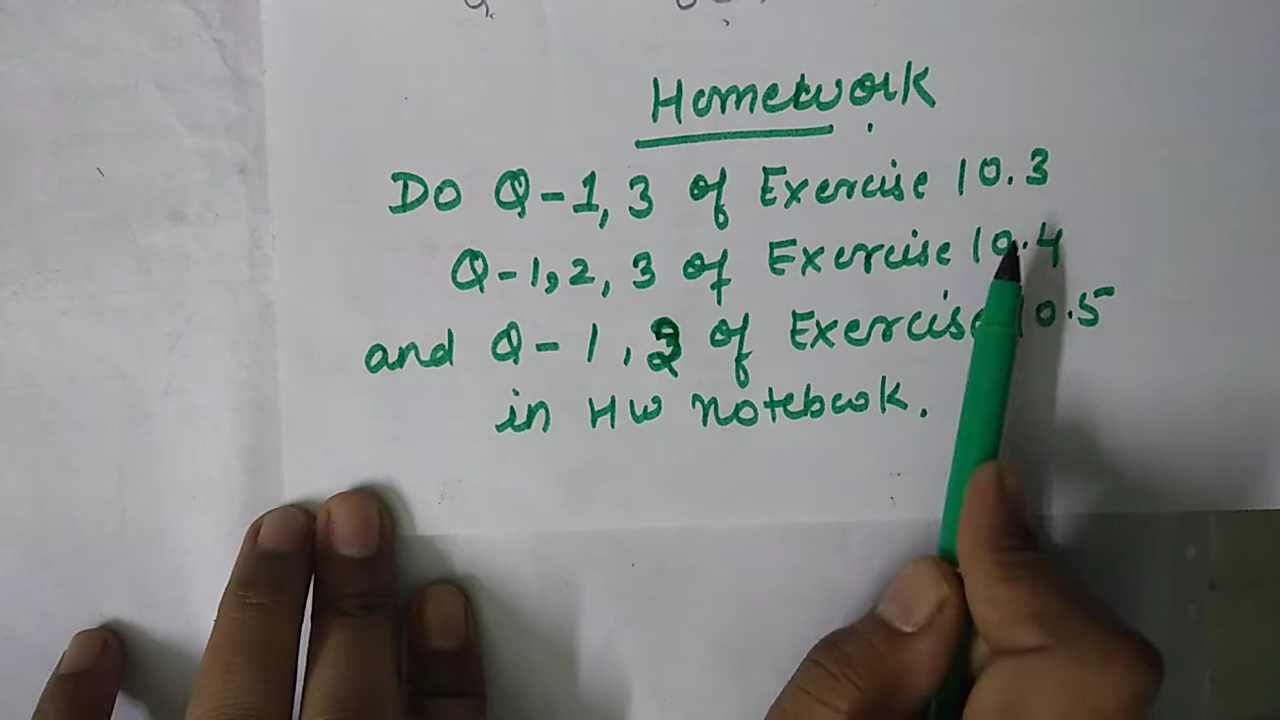 Homework
Do Q-1, 3 of Exercise 10.3
Q-1, 2, 3 of Exercise 10.4
and Q-1, of Exercise 10.5
in HW notebook.